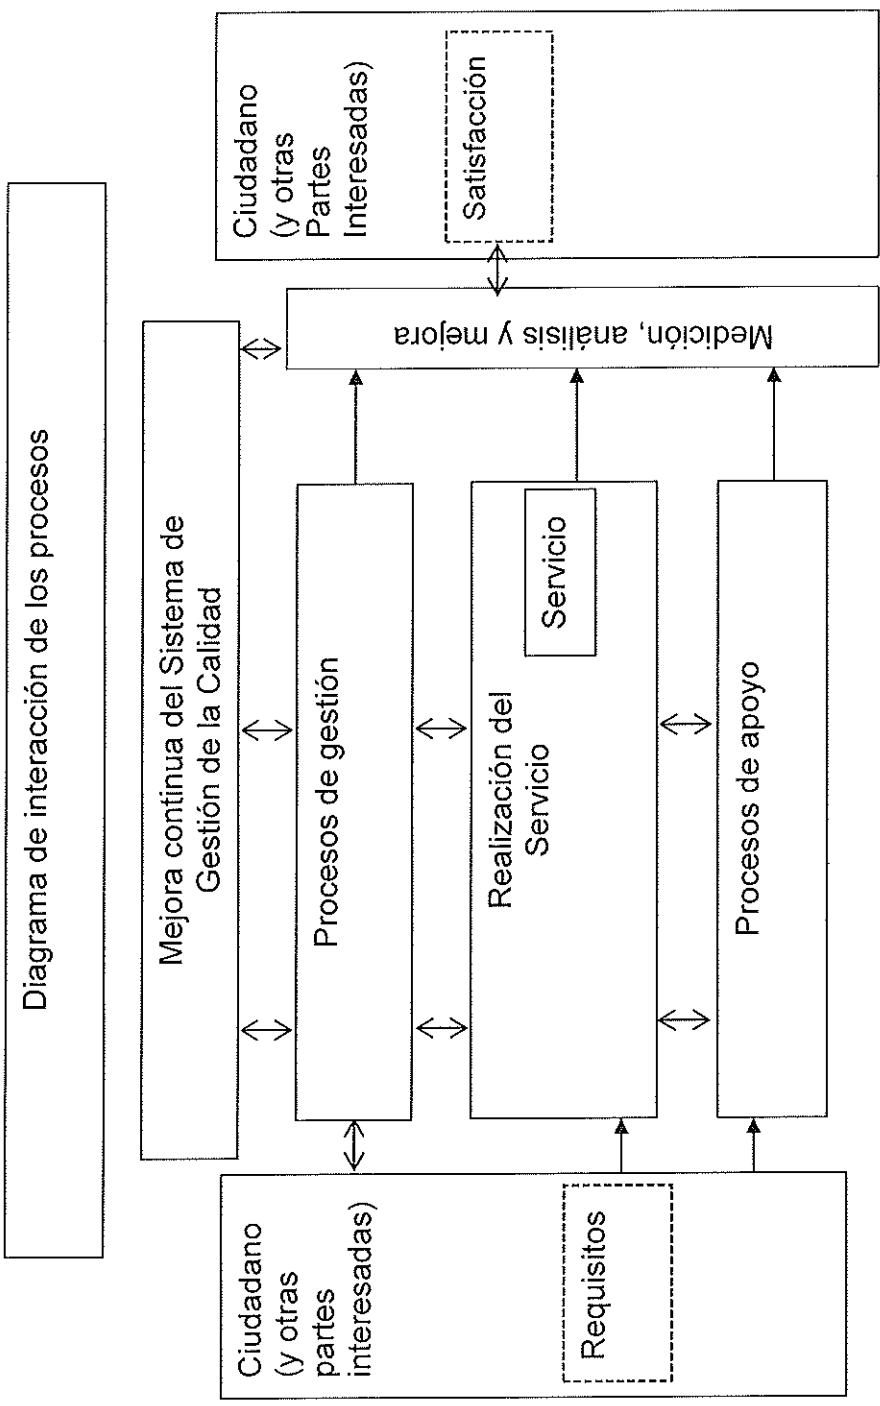 Diagrama de interacción de los procesos
Mejora continua del Sistema de
Gestión de la Calidad
Ciudadano
(y otras
partes
interesadas)
Requisitos
Procesos de gestión
Realización del
Servicio
Servicio
Procesos de apoyo
Medición, análisis y mejora
Ciudadano
(y otras
Partes
Interesadas)
Satisfacción